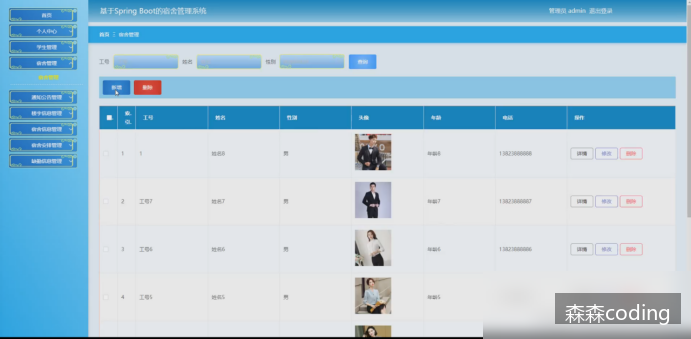 基于Spring Boot的宿舍管理系统
管理员 admin 退出登录
首页
个人中心
学生管理
宿舍管理
宿舍管理
通知公告管理
楼宇信息管理
宿舍信息管理
宿舍安排管理
缺勤信息管理
首页 宿舍管理
工号 姓名 性别 查询
新增 删除
索引 工号 姓名 性别 头像 年龄 电话 操作
1 1 姓名8 男 年龄8 13823888888 详情 修改 删除
2 工号7 姓名7 男 年龄7 13823888887 详情 修改 删除
3 工号6 姓名6 男 年龄6 13823888886 详情 修改 删除
4 工号5 姓名5 男 年龄5
森森coding